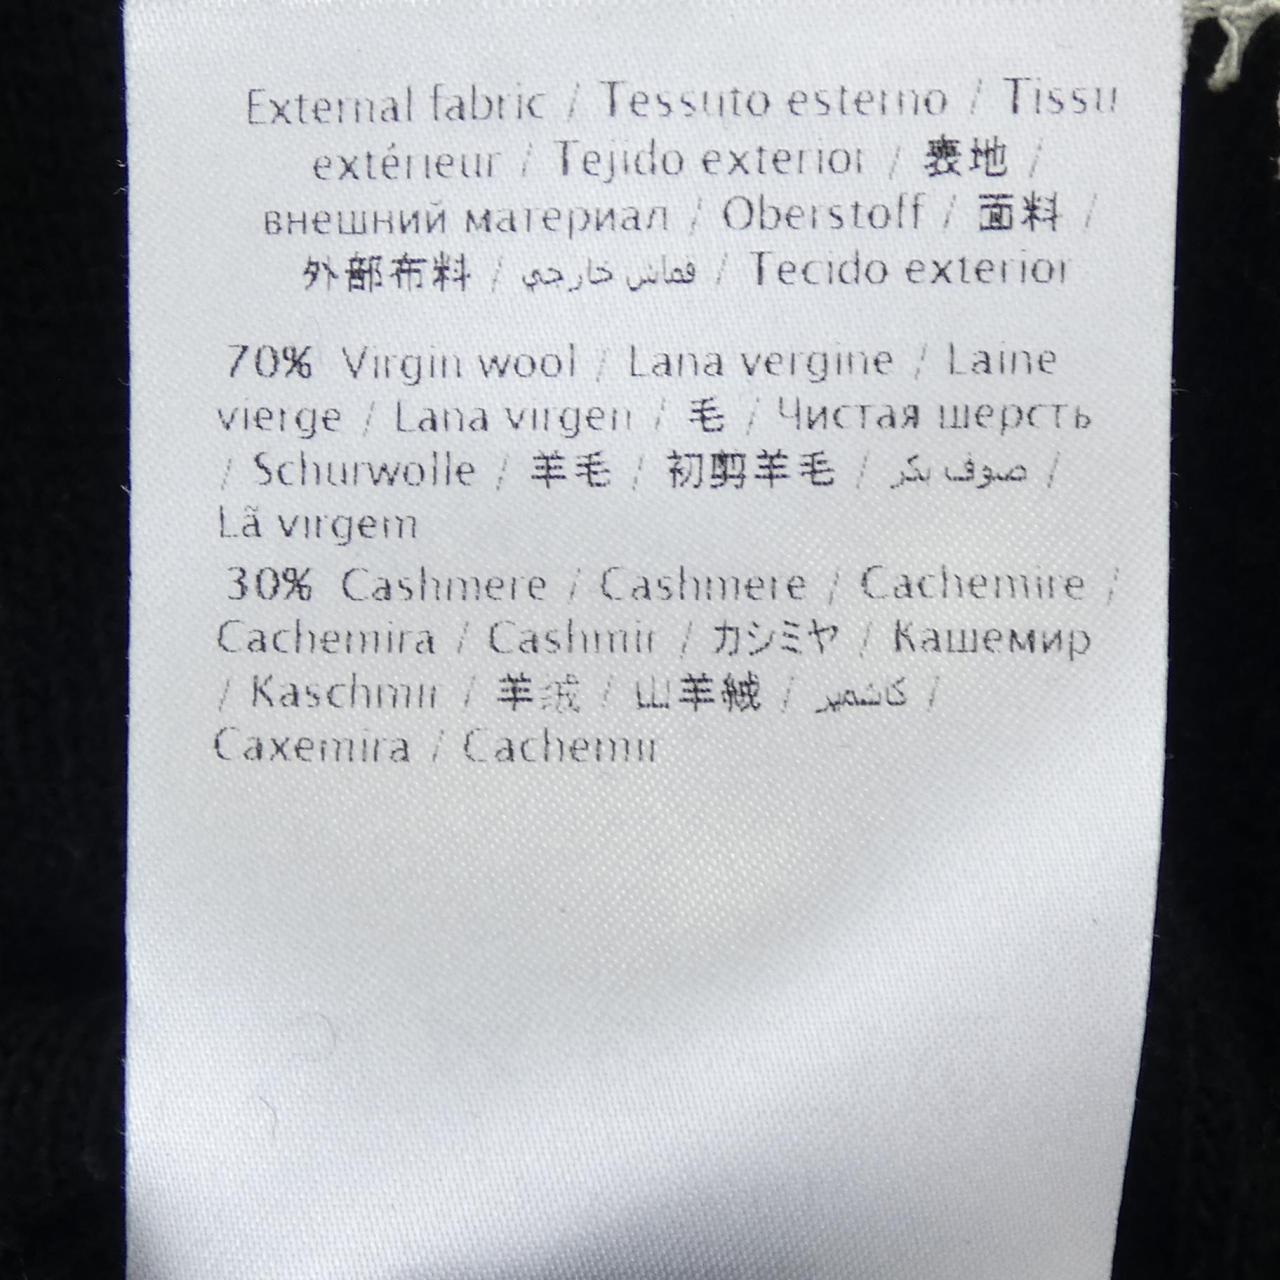 External fabric / Tessuto esterno / Tissu
extérieur / Tejido exterior / 表地 /
внешний материал / Oberstoff / 面料 /
外部布料 / قماش خارجي / Tecido exterior
70% Virgin wool / Lana vergine / Laine
vierge / Lana virgen / 毛 / Чистая шерсть
/ Schurwolle / 羊毛 / 初剪羊毛 / صوف بكر /
Lã virgem
30% Cashmere / Cashmere / Cachemire /
Cachemira / Cashmir / カシミヤ / Кашемир
/ Kaschmir / 羊绒 / 山羊絨 / كاشمير /
Caxemira / Cachemir